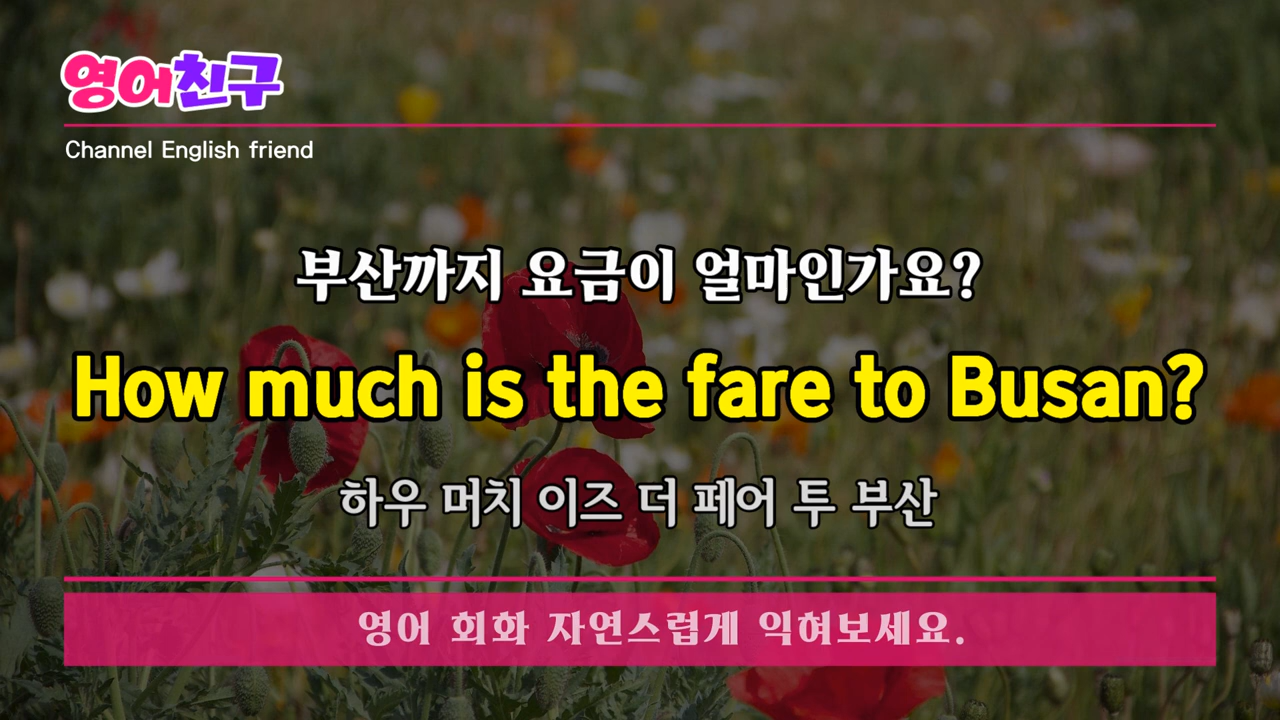 영어친구
Channel English friend
부산까지 요금이 얼마인가요?
How much is the fare to Busan?
하우 머치 이즈 더 페어 투 부산
영어 회화 자연스럽게 익혀보세요.